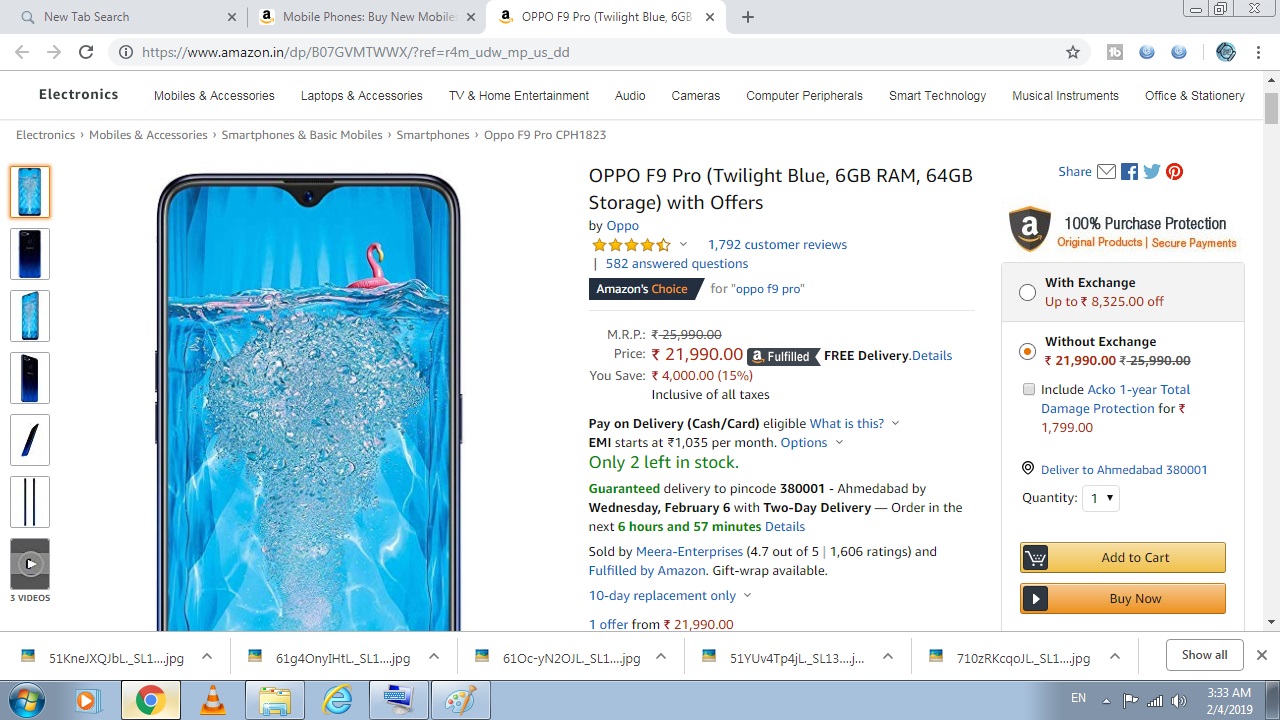 New Tab Search
Mobile Phones: Buy New Mobile
OPPO F9 Pro (Twilight Blue, 6GB
https://www.amazon.in/dp/B07GVMTWWX/?ref=r4m_udw_mp_us_dd
Electronics Mobiles & Accessories Laptops & Accessories TV & Home Entertainment Audio Cameras Computer Peripherals Smart Technology Musical Instruments Office & Stationery
Electronics › Mobiles & Accessories › Smartphones & Basic Mobiles › Smartphones › Oppo F9 Pro CPH1823
3 VIDEOS
OPPO F9 Pro (Twilight Blue, 6GB RAM, 64GB
Storage) with Offers
by Oppo
1,792 customer reviews
| 582 answered questions
Amazon's Choice for "oppo f9 pro"
M.R.P.: ₹ 25,990.00
Price: ₹ 21,990.00 a Fulfilled FREE Delivery.Details
You Save: ₹ 4,000.00 (15%)
Inclusive of all taxes
Pay on Delivery (Cash/Card) eligible What is this?
EMI starts at ₹1,035 per month. Options
Only 2 left in stock.
Guaranteed delivery to pincode 380001 - Ahmedabad by
Wednesday, February 6 with Two-Day Delivery — Order in the
next 6 hours and 57 minutes Details
Sold by Meera-Enterprises (4.7 out of 5 | 1,606 ratings) and
Fulfilled by Amazon. Gift-wrap available.
10-day replacement only
1 offer from ₹ 21,990.00
Share
a 100% Purchase Protection
Original Products | Secure Payments
With Exchange
Up to ₹ 8,325.00 off
Without Exchange
₹ 21,990.00 ₹ 25,990.00
Include Acko 1-year Total
Damage Protection for ₹
1,799.00
Deliver to Ahmedabad 380001
Quantity: 1
Add to Cart
Buy Now
51KneJXQJbL._SL1....jpg
61g4OnyIHtL._SL1....jpg
61Oc-yN2OJL._SL1....jpg
51YUv4Tp4jL._SL13....j...
710zRKcqoJL._SL1....jpg
Show all
EN
3:33 AM
2/4/2019